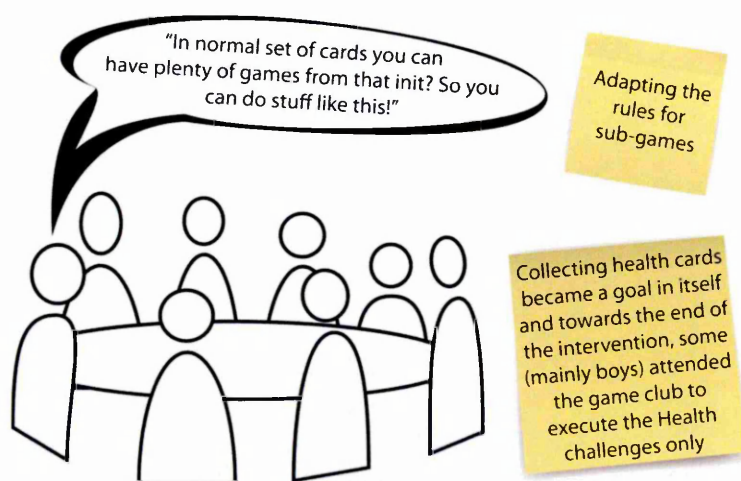 "In normal set of cards you can
have plenty of games from that init? So you
can do stuff like this!"
Adapting the
rules for
sub-games
Collecting health cards
became a goal in itself
and towards the end of
the intervention, some
(mainly boys) attended
the game club to
execute the Health
challenges only